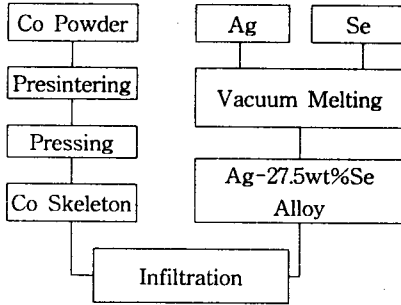 Co Powder
Ag
Se
Presintering
Vacuum Melting
Pressing
Ag-27.5wt%Se
Alloy
Co Skeleton
Infiltration